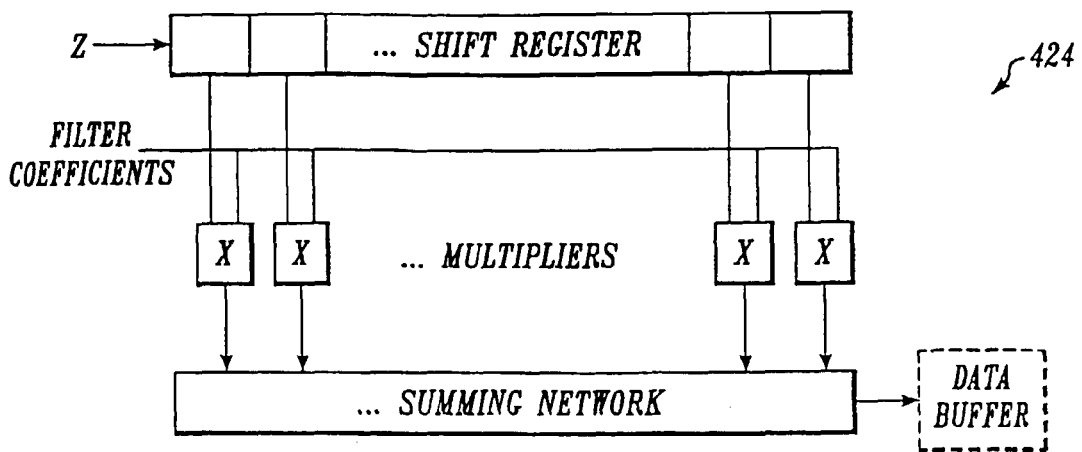 Z
... SHIFT REGISTER
424
FILTER
COEFFICIENTS
X X ... MULTIPLIERS X X
... SUMMING NETWORK
DATA
BUFFER